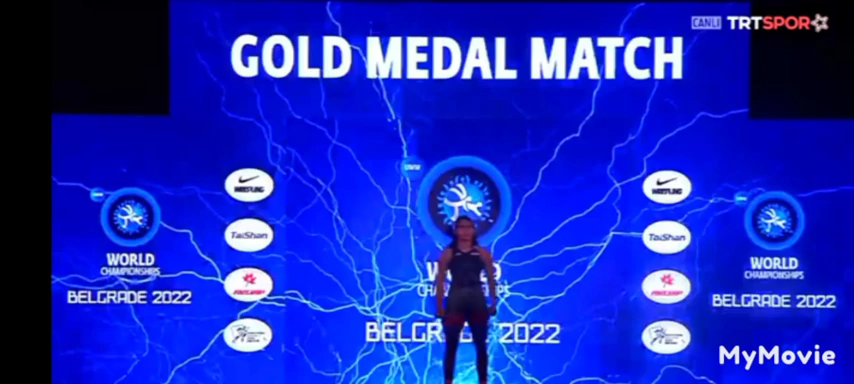 CANLI TRTSPOR
GOLD MEDAL MATCH
UWW
WRESTLING
WRESTLING
TaiShan
TaiShan
WORLD
CHAMPIONSHIPS
BELGRADE 2022
WORLD
CHAMPIONSHIPS
BELGRADE 2022
BELGR 2022
MyMovie